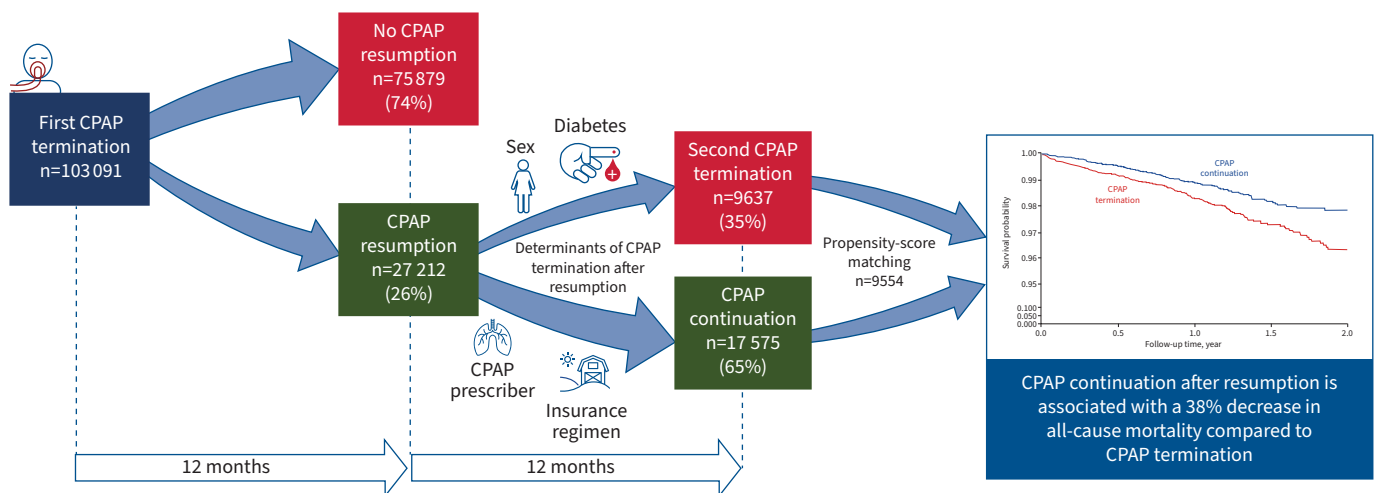 First CPAP
termination
n=103 091
No CPAP
resumption
n=75 879
(74%)
CPAP
resumption
n=27 212
(26%)
Sex
Diabetes
Determinants of CPAP
termination after
resumption
CPAP
prescriber
Insurance
regimen
Second CPAP
termination
n=9637
(35%)
CPAP
continuation
n=17 575
(65%)
Propensity-score
matching
n=9554
Survival probability
1.00
0.99
0.98
0.97
0.96
0.95
0.100
0.050
0.000
CPAP
continuation
CPAP
termination
0.0 0.5 1.0 1.5 2.0
Follow-up time, year
CPAP continuation after resumption is
associated with a 38% decrease in
all-cause mortality compared to
CPAP termination
12 months
12 months